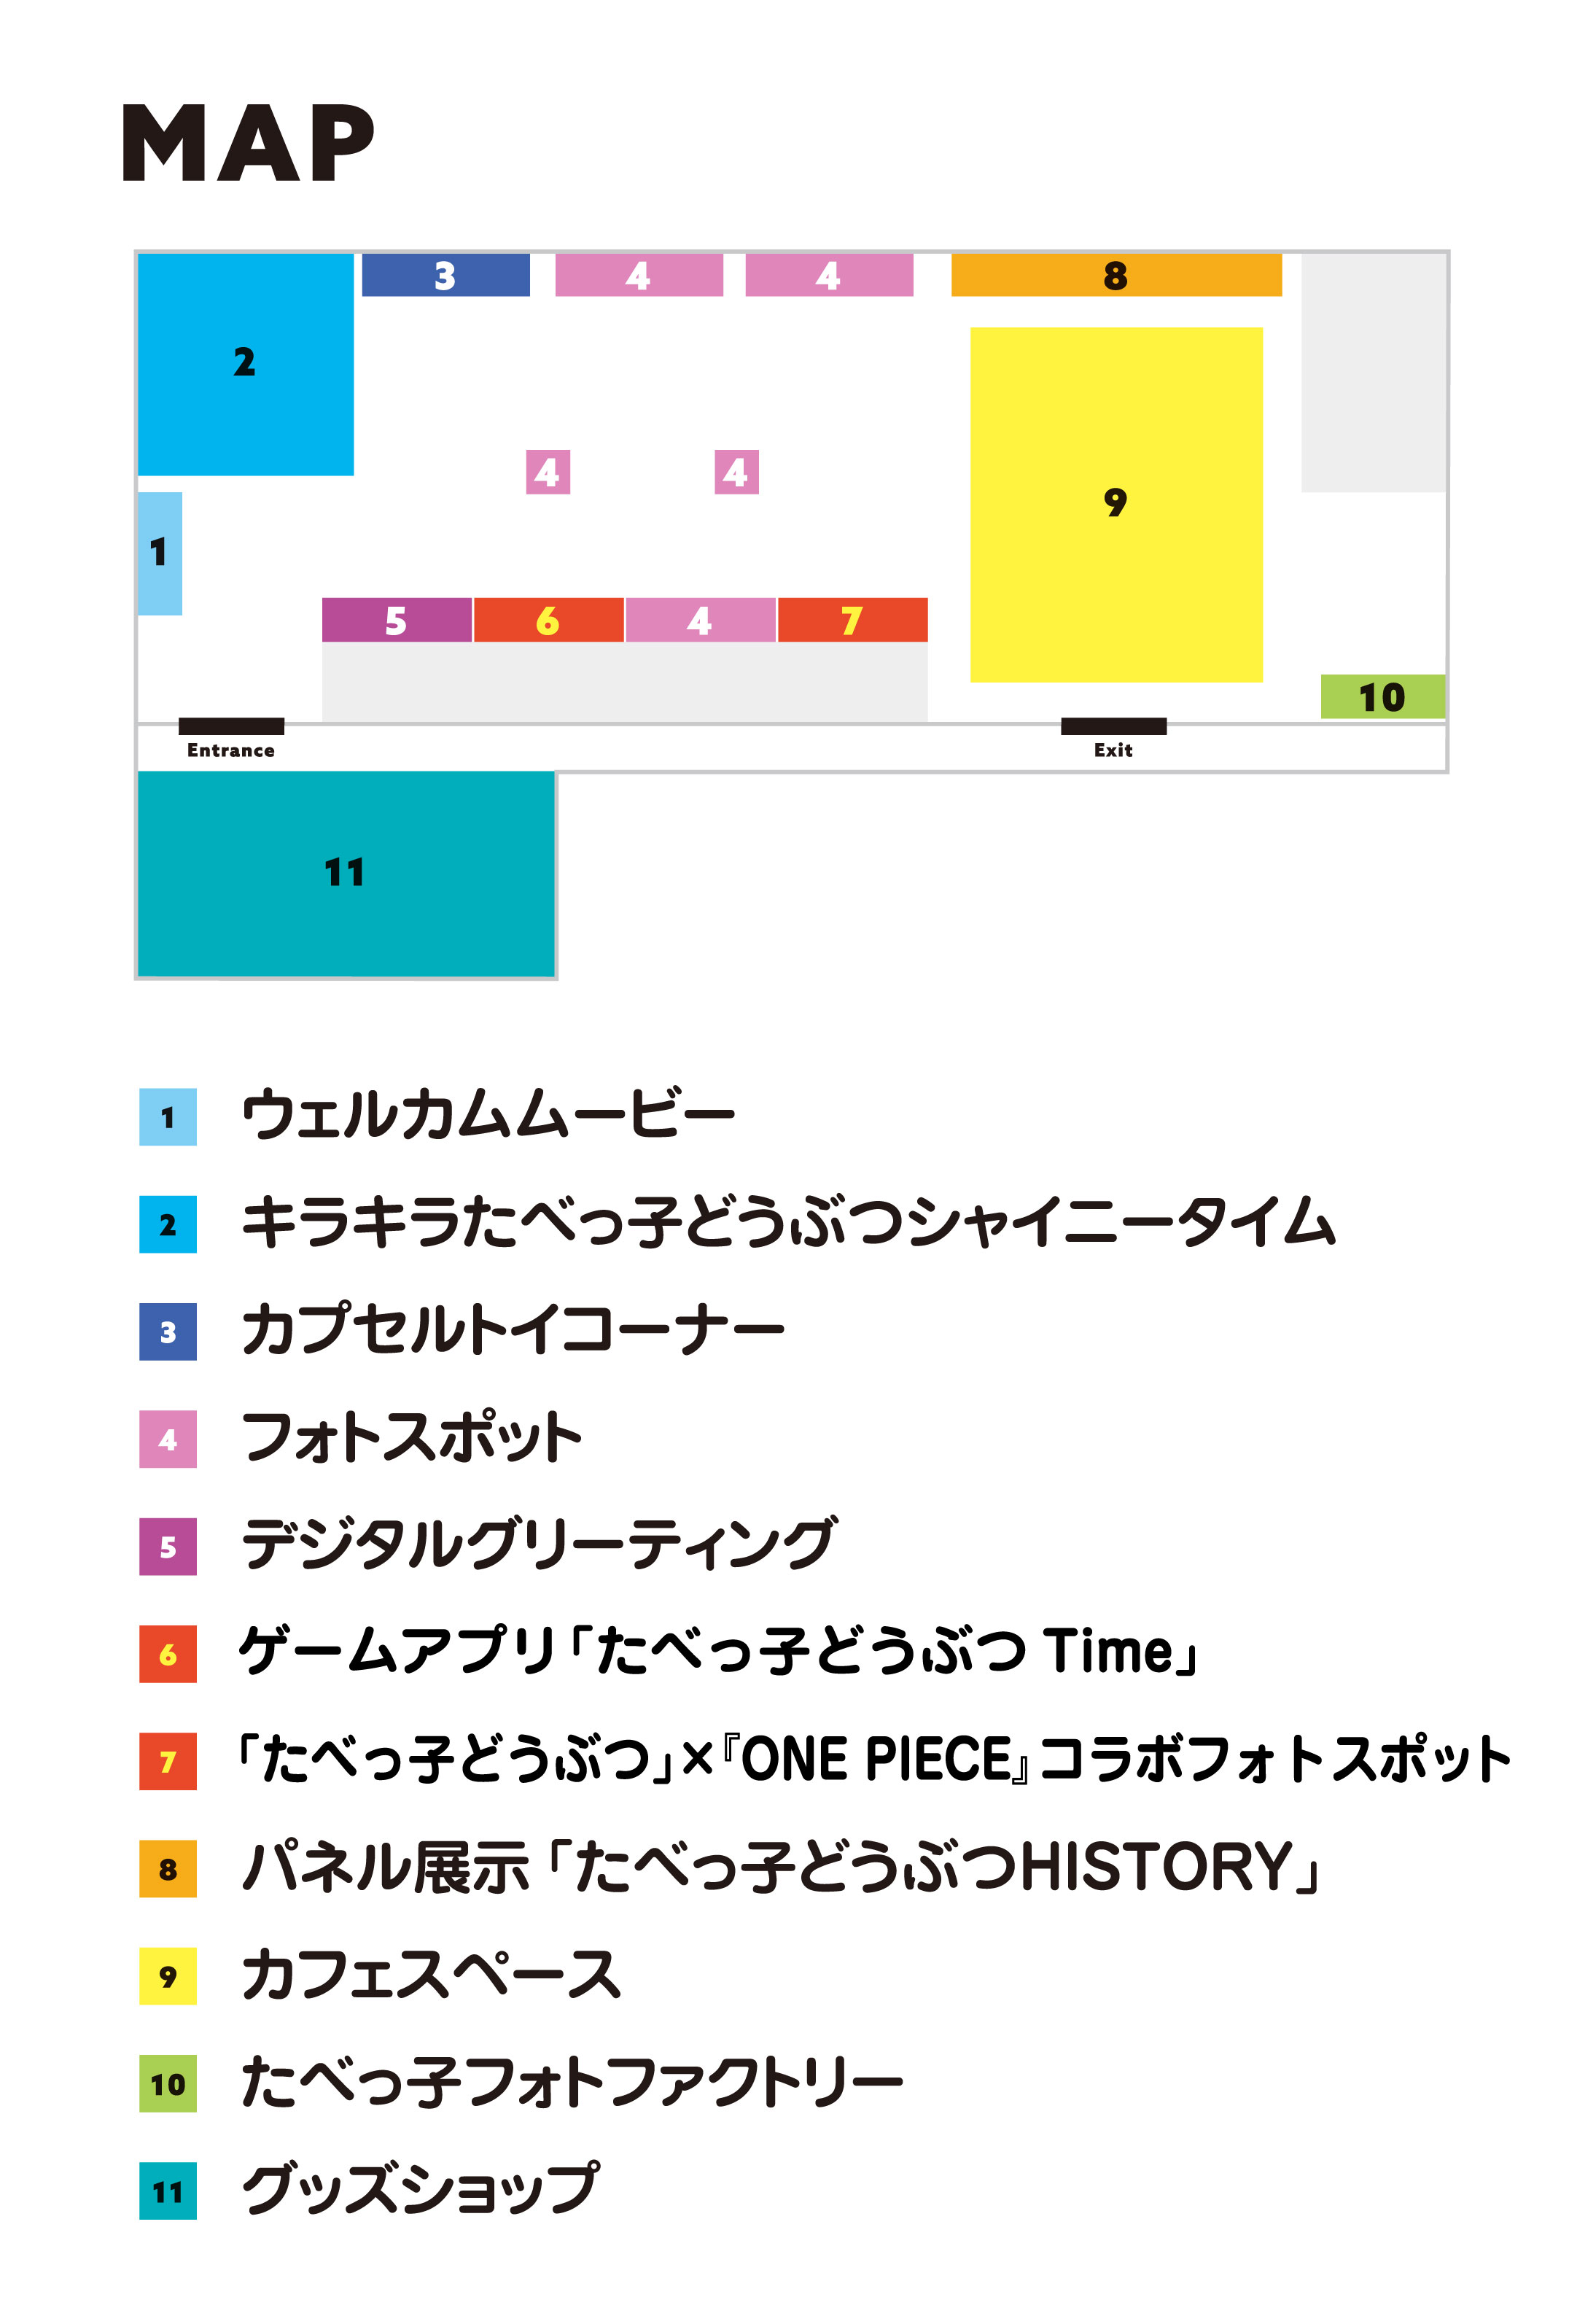 MAP
3 4 4 8
2
4 4
9
1
5 6 4 7
10
Entrance Exit
11
1 ウェルカムムービー
2 キラキラたべっ子どうぶつシャイニータイム
3 カプセルトイコーナー
4 フォトスポット
5 デジタルグリーティング
6 ゲームアプリ「たべっ子どうぶつ Time」
7 「たべっ子どうぶつ」×『ONE PIECE』コラボフォトスポット
8 パネル展示「たべっ子どうぶつHISTORY」
9 カフェスペース
10 たべっ子フォトファクトリー
11 グッズショップ